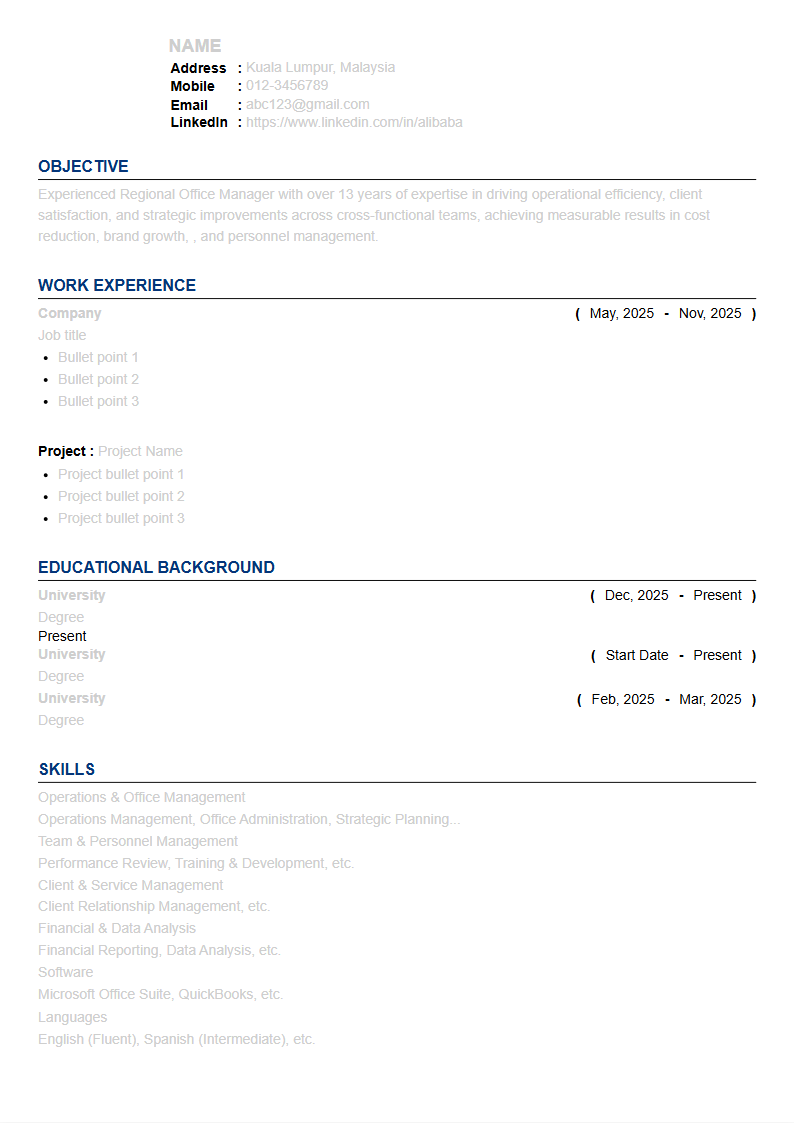 NAME
Address : Kuala Lumpur, Malaysia
Mobile : 012-3456789
Email : abc123@gmail.com
LinkedIn : https://www.linkedin.com/in/alibaba
OBJECTIVE
Experienced Regional Office Manager with over 13 years of expertise in driving operational efficiency, client
satisfaction, and strategic improvements across cross-functional teams, achieving measurable results in cost
reduction, brand growth, , and personnel management.
WORK EXPERIENCE
Company ( May, 2025 - Nov, 2025 )
Job title
• Bullet point 1
• Bullet point 2
• Bullet point 3
Project : Project Name
• Project bullet point 1
• Project bullet point 2
• Project bullet point 3
EDUCATIONAL BACKGROUND
University ( Dec, 2025 - Present )
Degree
Present
University ( Start Date - Present )
Degree
University ( Feb, 2025 - Mar, 2025 )
Degree
SKILLS
Operations & Office Management
Operations Management, Office Administration, Strategic Planning...
Team & Personnel Management
Performance Review, Training & Development, etc.
Client & Service Management
Client Relationship Management, etc.
Financial & Data Analysis
Financial Reporting, Data Analysis, etc.
Software
Microsoft Office Suite, QuickBooks, etc.
Languages
English (Fluent), Spanish (Intermediate), etc.